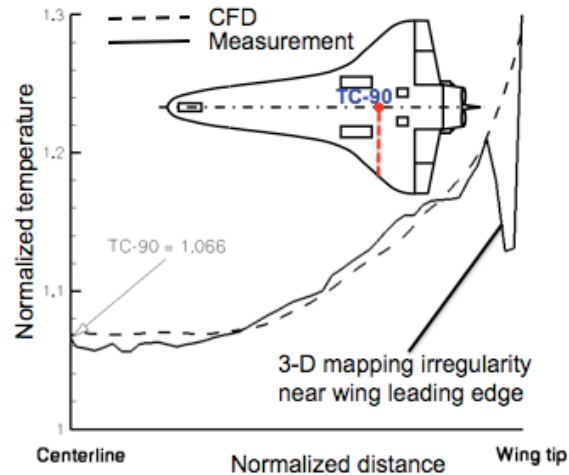 1.3
CFD
Measurement
TC-90
1.2
Normalized temperature
TC-90 = 1.066
1.1
3-D mapping irregularity
near wing leading edge
1
Centerline
Normalized distance
Wing tip